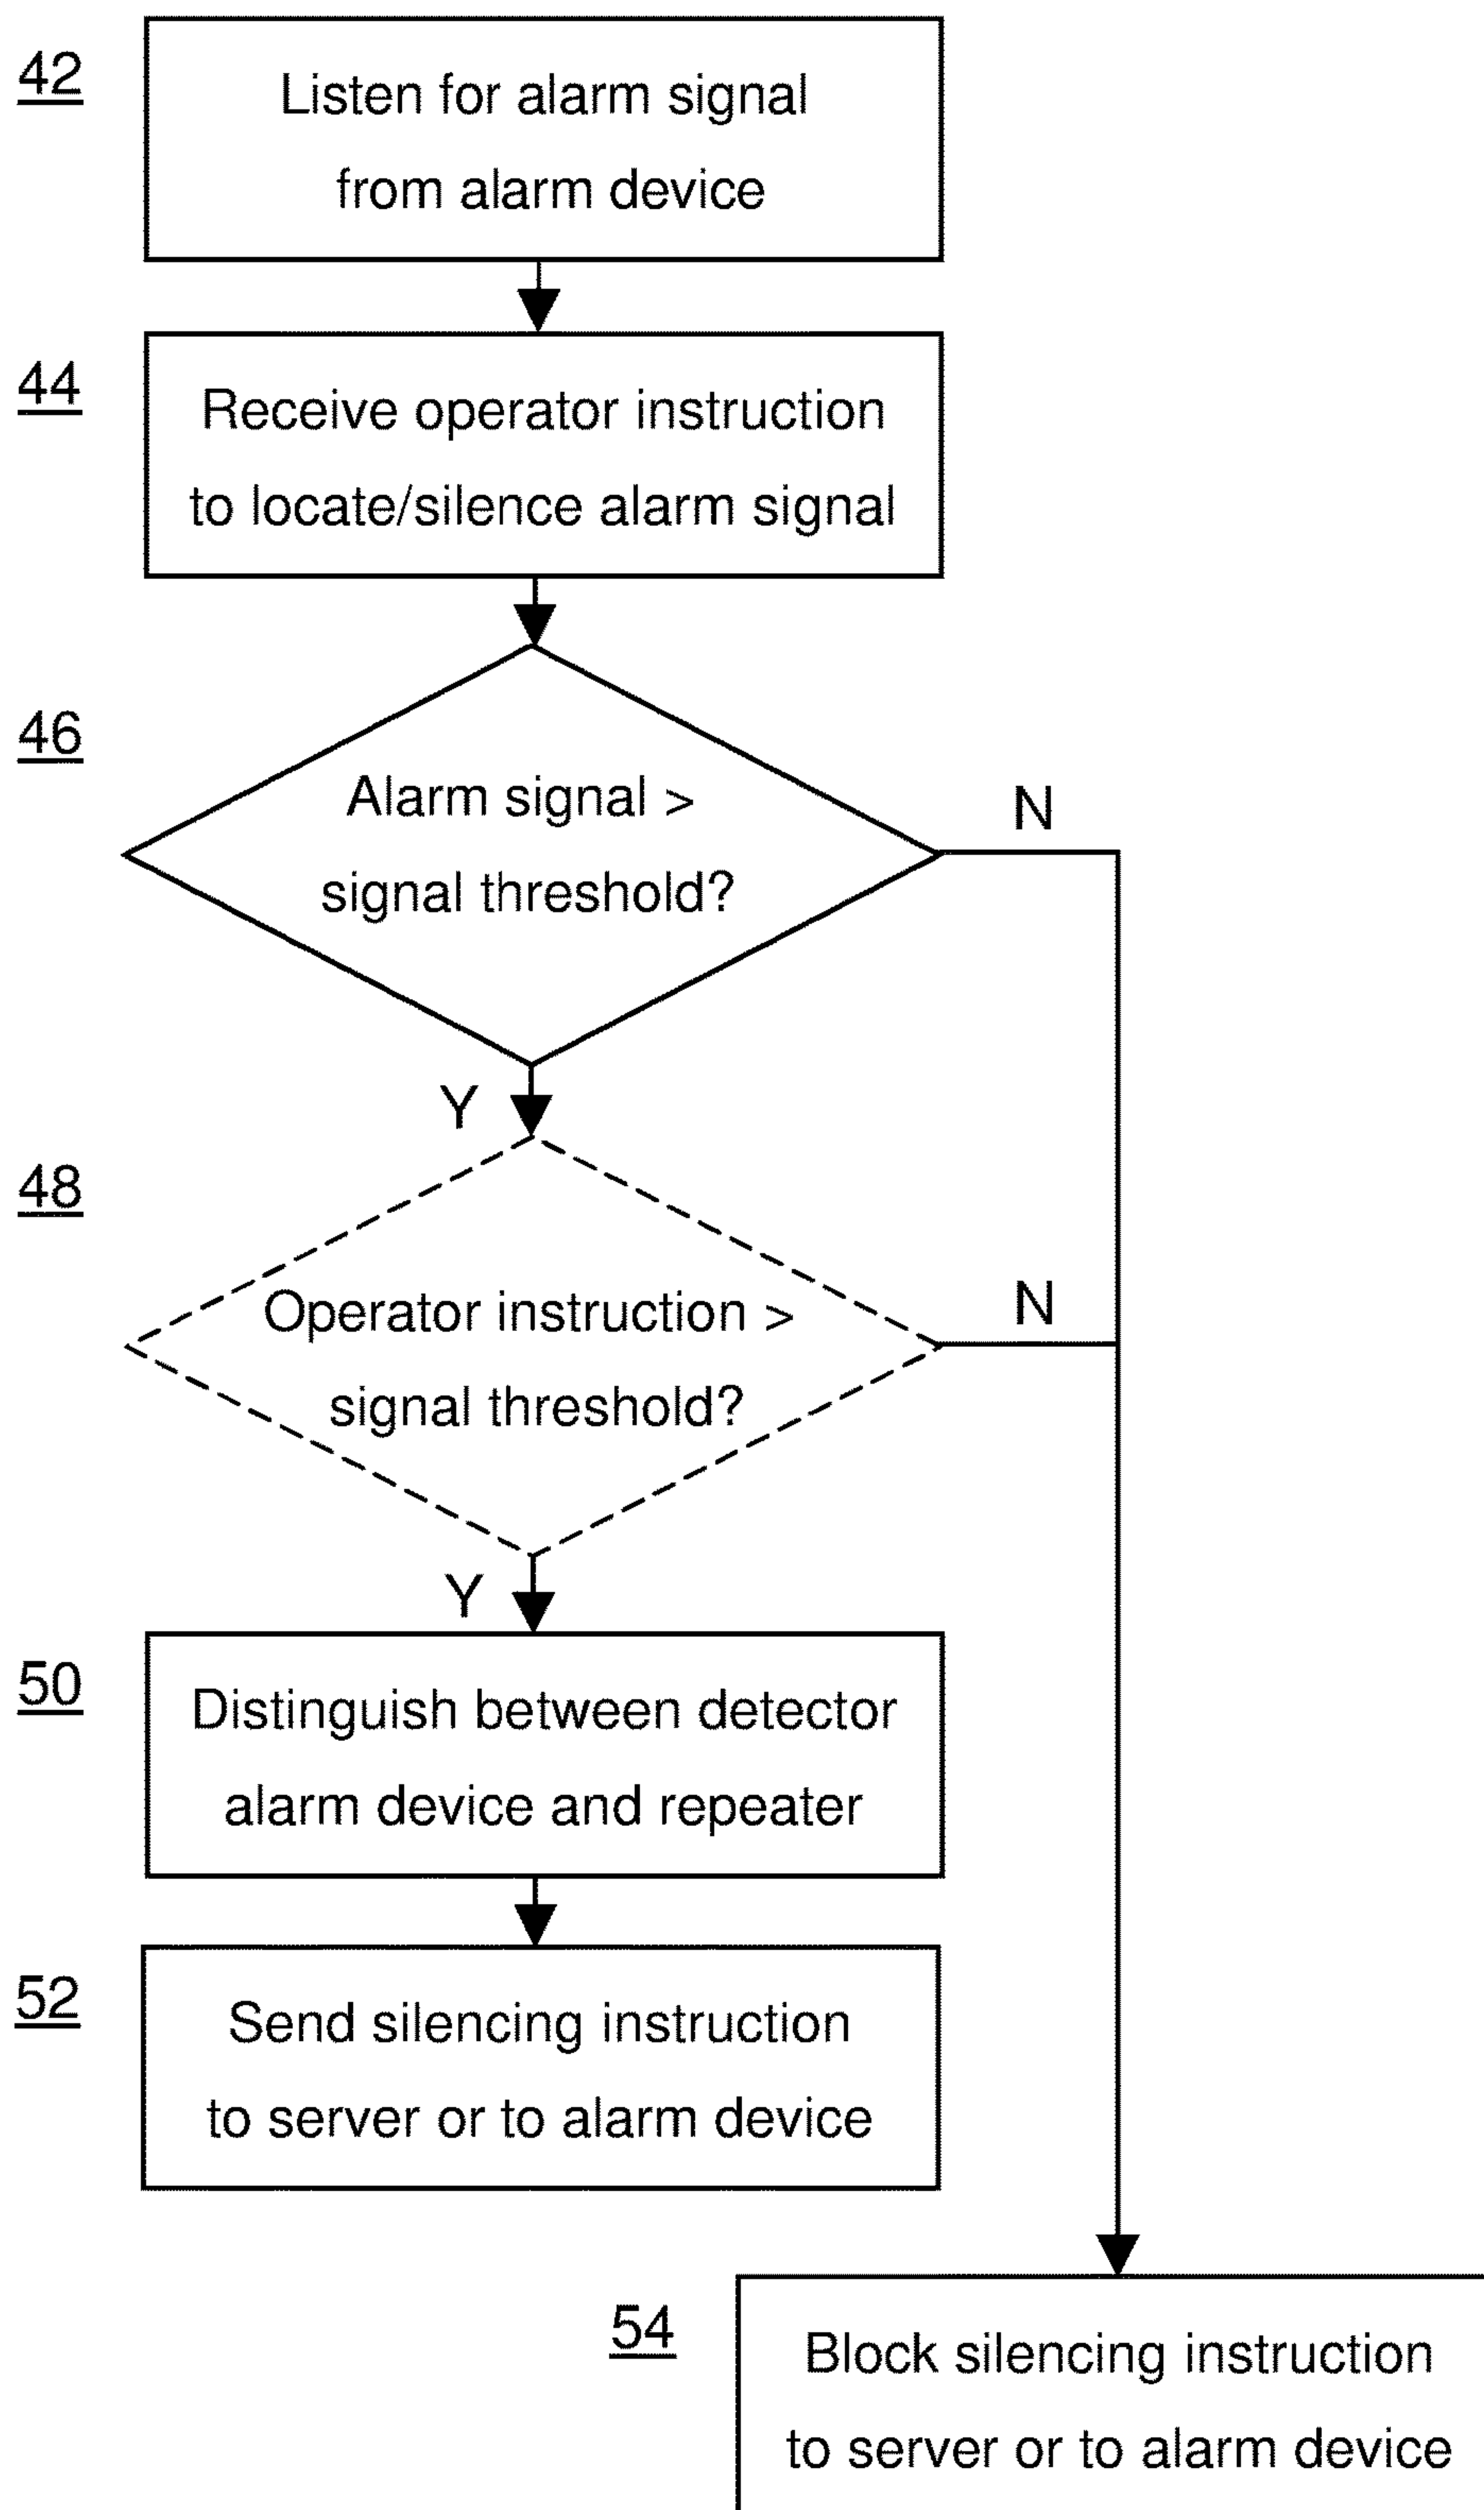 42
Listen for alarm signal
from alarm device
44
Receive operator instruction
to locate/silence alarm signal
46
Alarm signal >
signal threshold?
N
Y
48
Operator instruction >
signal threshold?
N
Y
50
Distinguish between detector
alarm device and repeater
52
Send silencing instruction
to server or to alarm device
54
Block silencing instruction
to server or to alarm device